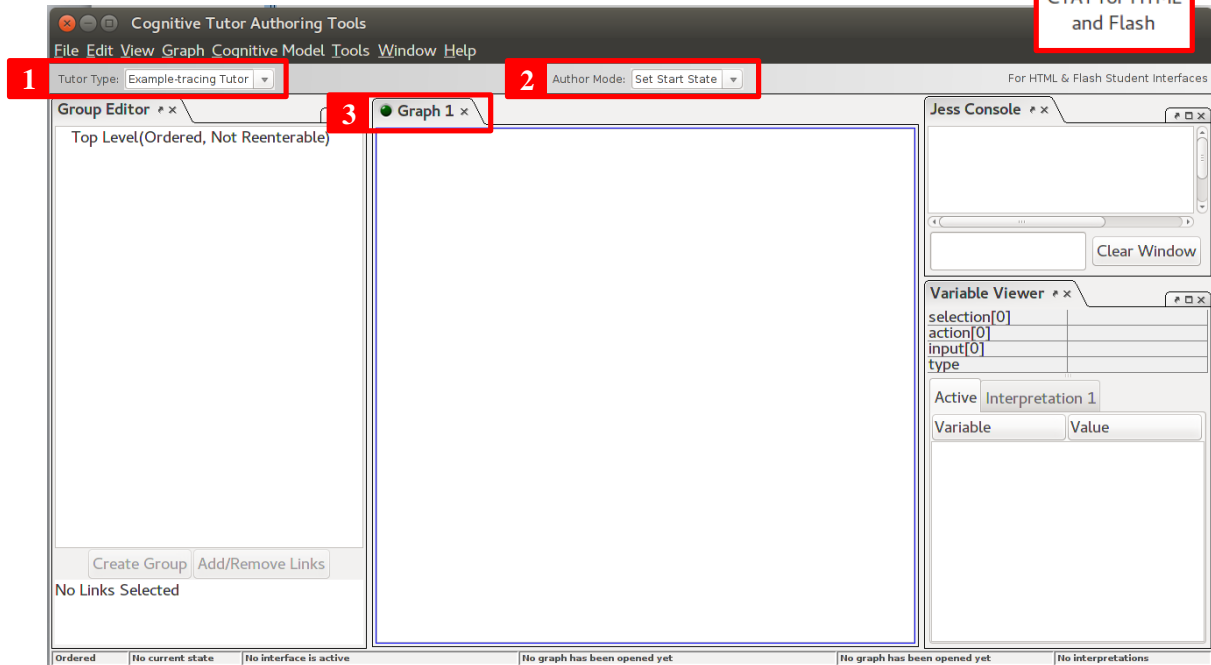 CTAT for HTML
and Flash
Cognitive Tutor Authoring Tools
File Edit View Graph Cognitive Model Tools Window Help
1 Tutor Type: Example-tracing Tutor
2 Author Mode: Set Start State
For HTML & Flash Student Interfaces
Group Editor
3 Graph 1
Jess Console
Top Level(Ordered, Not Reenterable)
Clear Window
Variable Viewer
selection[0]
action[0]
input[0]
type
Active Interpretation 1
Variable Value
Create Group Add/Remove Links
No Links Selected
Ordered No current state No interface is active No graph has been opened yet No graph has been opened yet No interpretations